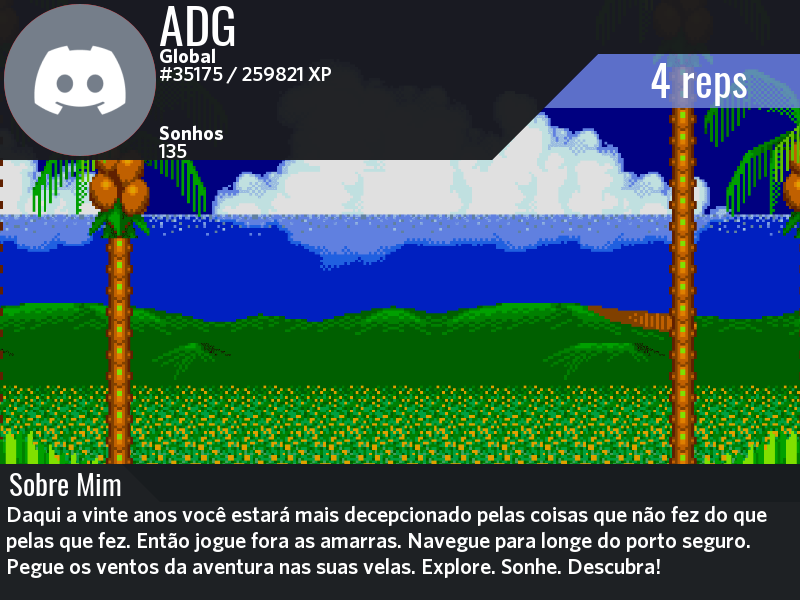 ADG
Global
#35175 / 259821 XP
4 reps
Sonhos
135
Sobre Mim
Daqui a vinte anos você estará mais decepcionado pelas coisas que não fez do que
pelas que fez. Então jogue fora as amarras. Navegue para longe do porto seguro.
Pegue os ventos da aventura nas suas velas. Explore. Sonhe. Descubra!